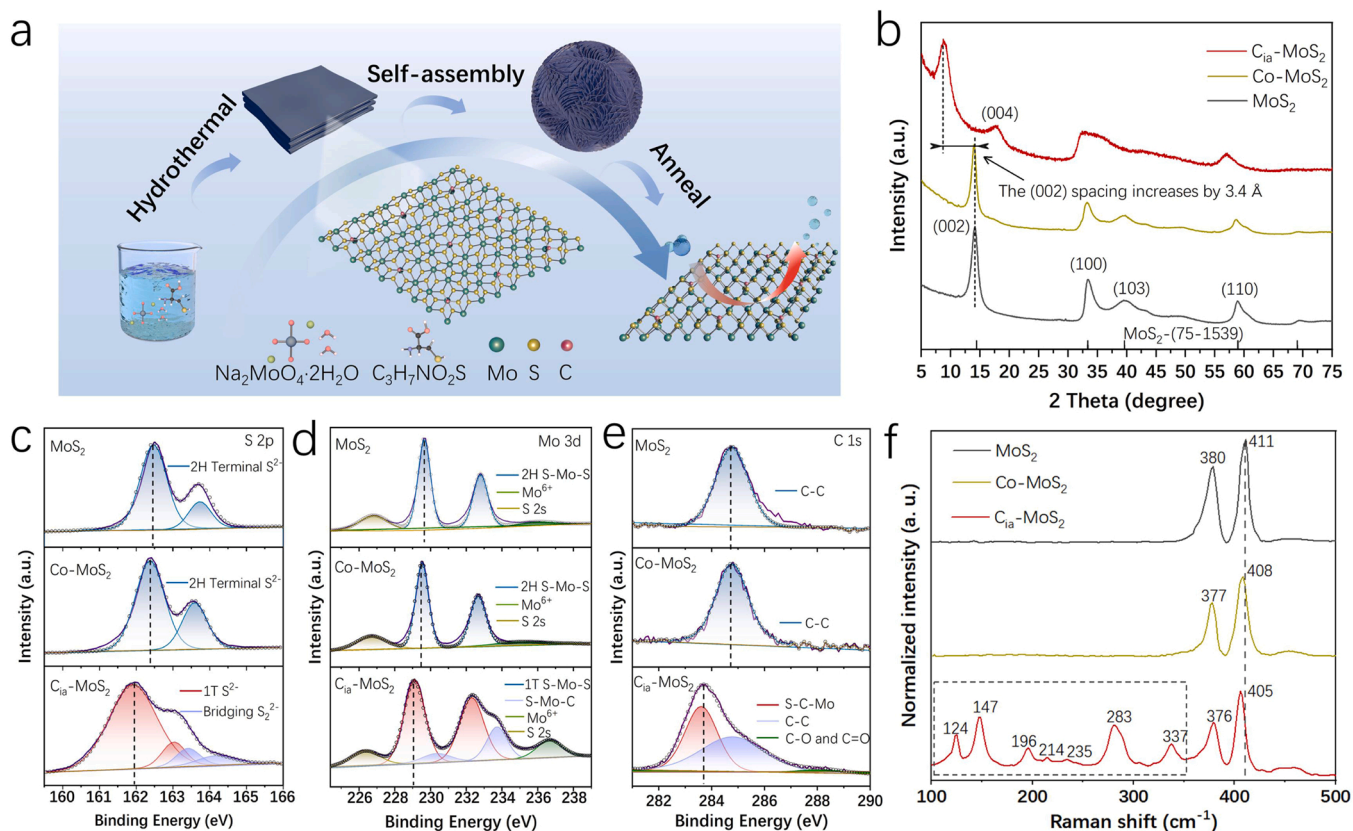 a
Hydrothermal
Self-assembly
Anneal
Na₂MoO₄·2H₂O C₃H₇NO₂S Mo S C
b
Intensity (a.u.)
C_ia-MoS₂
Co-MoS₂
MoS₂
(004)
The (002) spacing increases by 3.4 Å
(002)
(100)
(103)
(110)
MoS₂-(75-1539)
5 10 15 20 25 30 35 40 45 50 55 60 65 70 75
2 Theta (degree)
c
Intensity (a.u.)
S 2p
MoS₂
2H Terminal S²⁻
Co-MoS₂
2H Terminal S²⁻
C_ia-MoS₂
1T S²⁻
Bridging S₂²⁻
160 161 162 163 164 165 166
Binding Energy (eV)
d
Intensity (a.u.)
Mo 3d
MoS₂
2H S-Mo-S
Mo⁶⁺
S 2s
Co-MoS₂
2H S-Mo-S
Mo⁶⁺
S 2s
C_ia-MoS₂
1T S-Mo-S
S-Mo-C
Mo⁶⁺
S 2s
226 228 230 232 234 236 238
Binding Energy (eV)
e
Intensity (a.u.)
C 1s
MoS₂
C-C
Co-MoS₂
C-C
C_ia-MoS₂
S-C-Mo
C-C
C-O and C=O
282 284 286 288 290
Binding Energy (eV)
f
Normalized intensity (a. u.)
MoS₂
Co-MoS₂
C_ia-MoS₂
380
411
377
408
124
147
196
214
235
283
337
376
405
100 200 300 400 500
Raman shift (cm⁻¹)